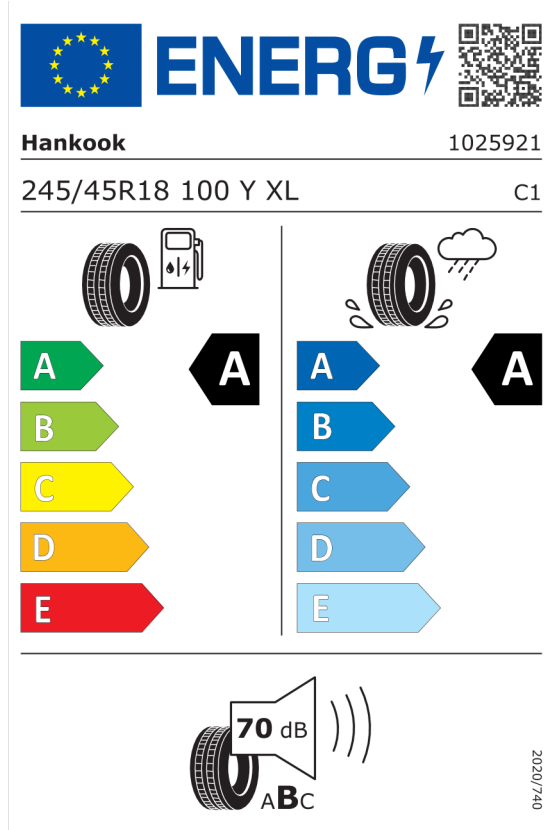 ENERG
Hankook 1025921
245/45R18 100 Y XL C1
A A A A
B B
C C
D D
E E
70 dB
ABC
2020/740